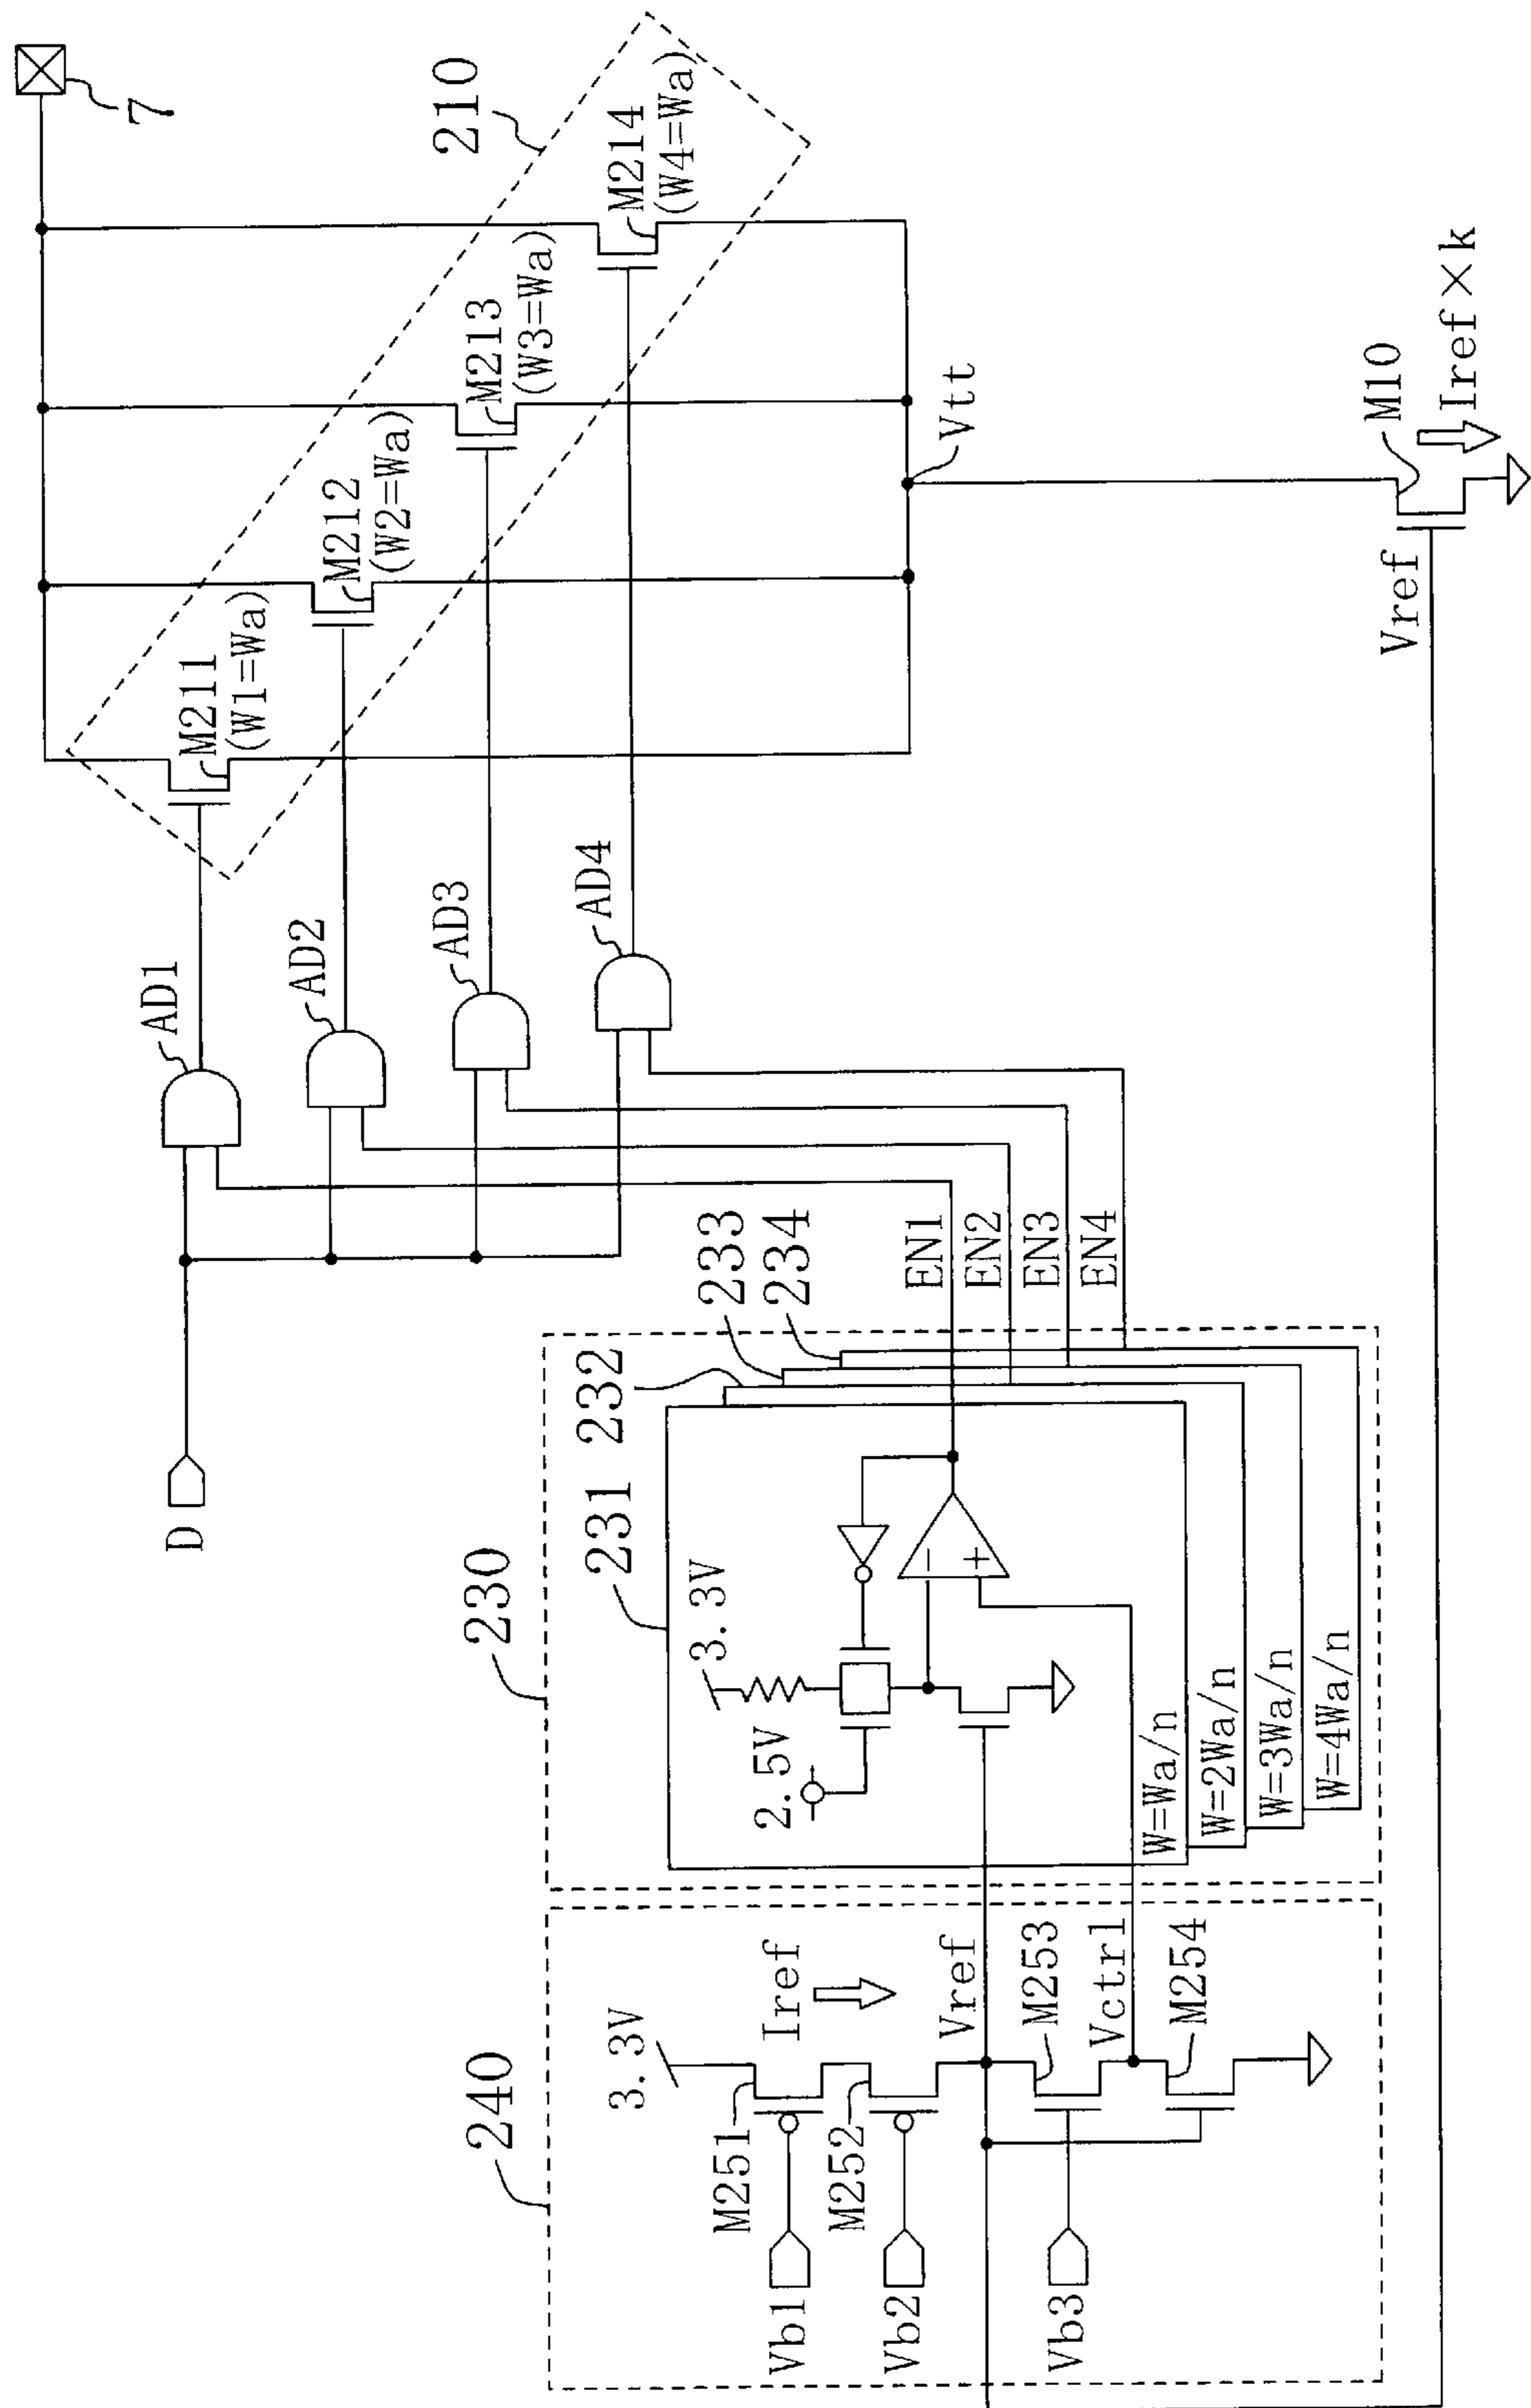 7
210
M211
(W1=Wa)
M212
(W2=Wa)
M213
(W3=Wa)
M214
(W4=Wa)
AD1
AD2
AD3
AD4
D
Vtt
M10
Iref×k
Vref
230
231
232
233
234
EN1
EN2
EN3
EN4
3.3V
2.5V
−
+
W=Wa/n
W=2Wa/n
W=3Wa/n
W=4Wa/n
240
3.3V
Iref
M251
M252
Vref
M253
Vctrl
M254
Vb1
Vb2
Vb3